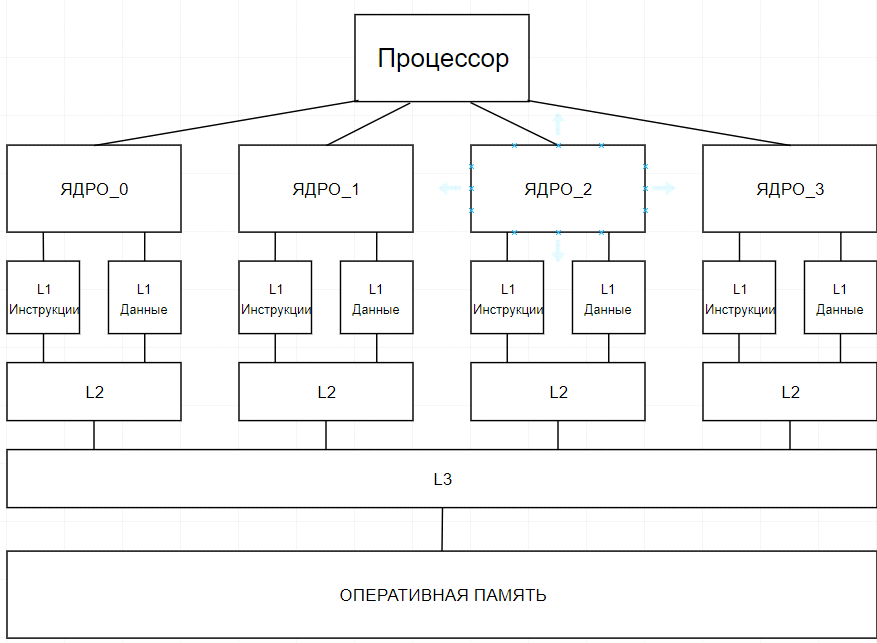 Процессор
ЯДРО_0
ЯДРО_1
ЯДРО_2
ЯДРО_3
L1
Инструкции
L1
Данные
L1
Инструкции
L1
Данные
L1
Инструкции
L1
Данные
L1
Инструкции
L1
Данные
L2
L2
L2
L2
L3
ОПЕРАТИВНАЯ ПАМЯТЬ